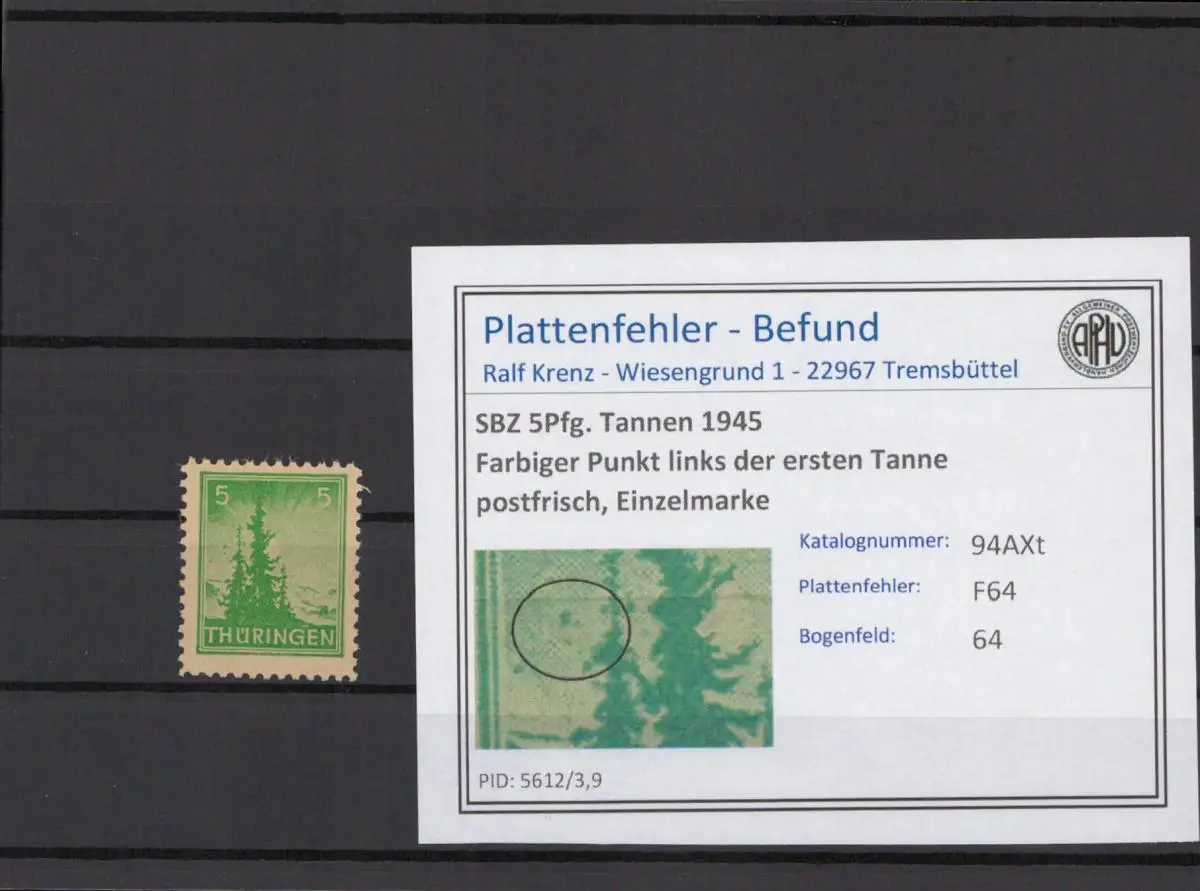 5 5
THÜRINGEN
Plattenfehler - Befund
Ralf Krenz - Wiesengrund 1 - 22967 Tremsbüttel
APHV
SBZ 5Pfg. Tannen 1945
Farbiger Punkt links der ersten Tanne
postfrisch, Einzelmarke
Katalognummer: 94AXt
Plattenfehler: F64
Bogenfeld: 64
PID: 5612/3,9